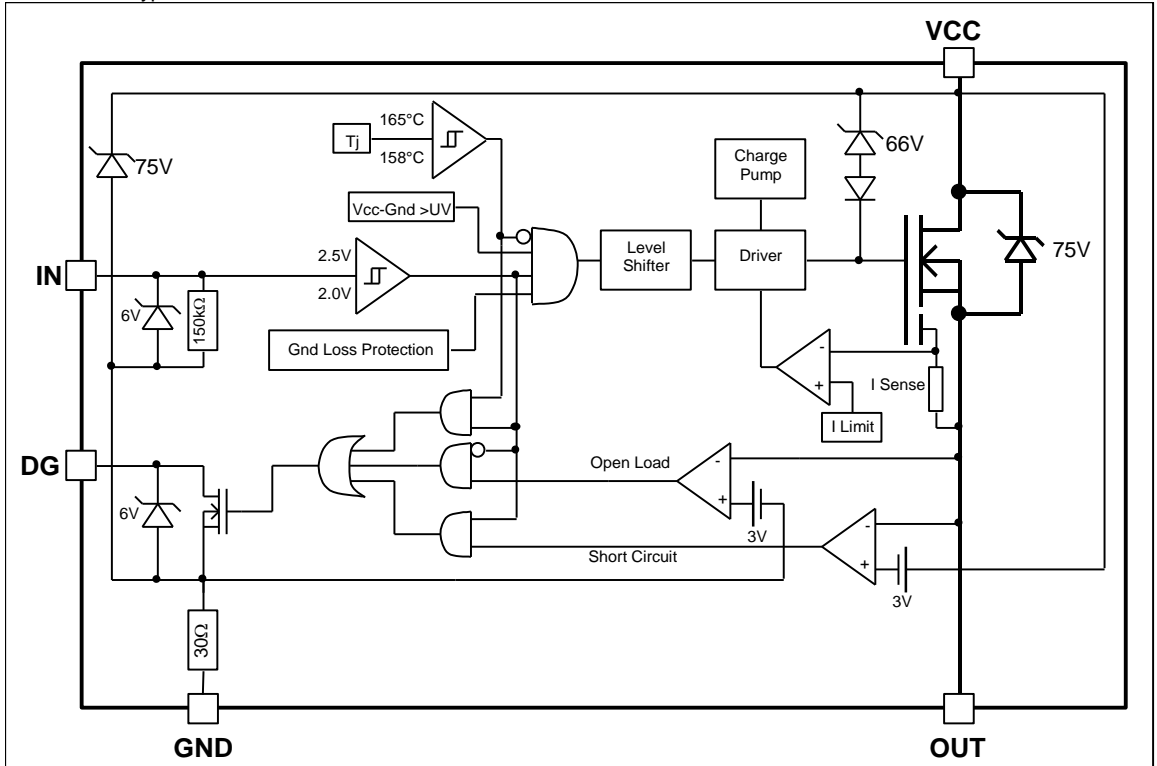 VCC
75V
Tj
165°C
158°C
Charge
Pump
66V
Vcc-Gnd >UV
Level
Shifter
Driver
75V
IN
2.5V
2.0V
6V
150kΩ
Gnd Loss Protection
-
+
I Sense
I Limit
DG
Open Load
-
+
3V
6V
Short Circuit
-
+
3V
30Ω
GND
OUT